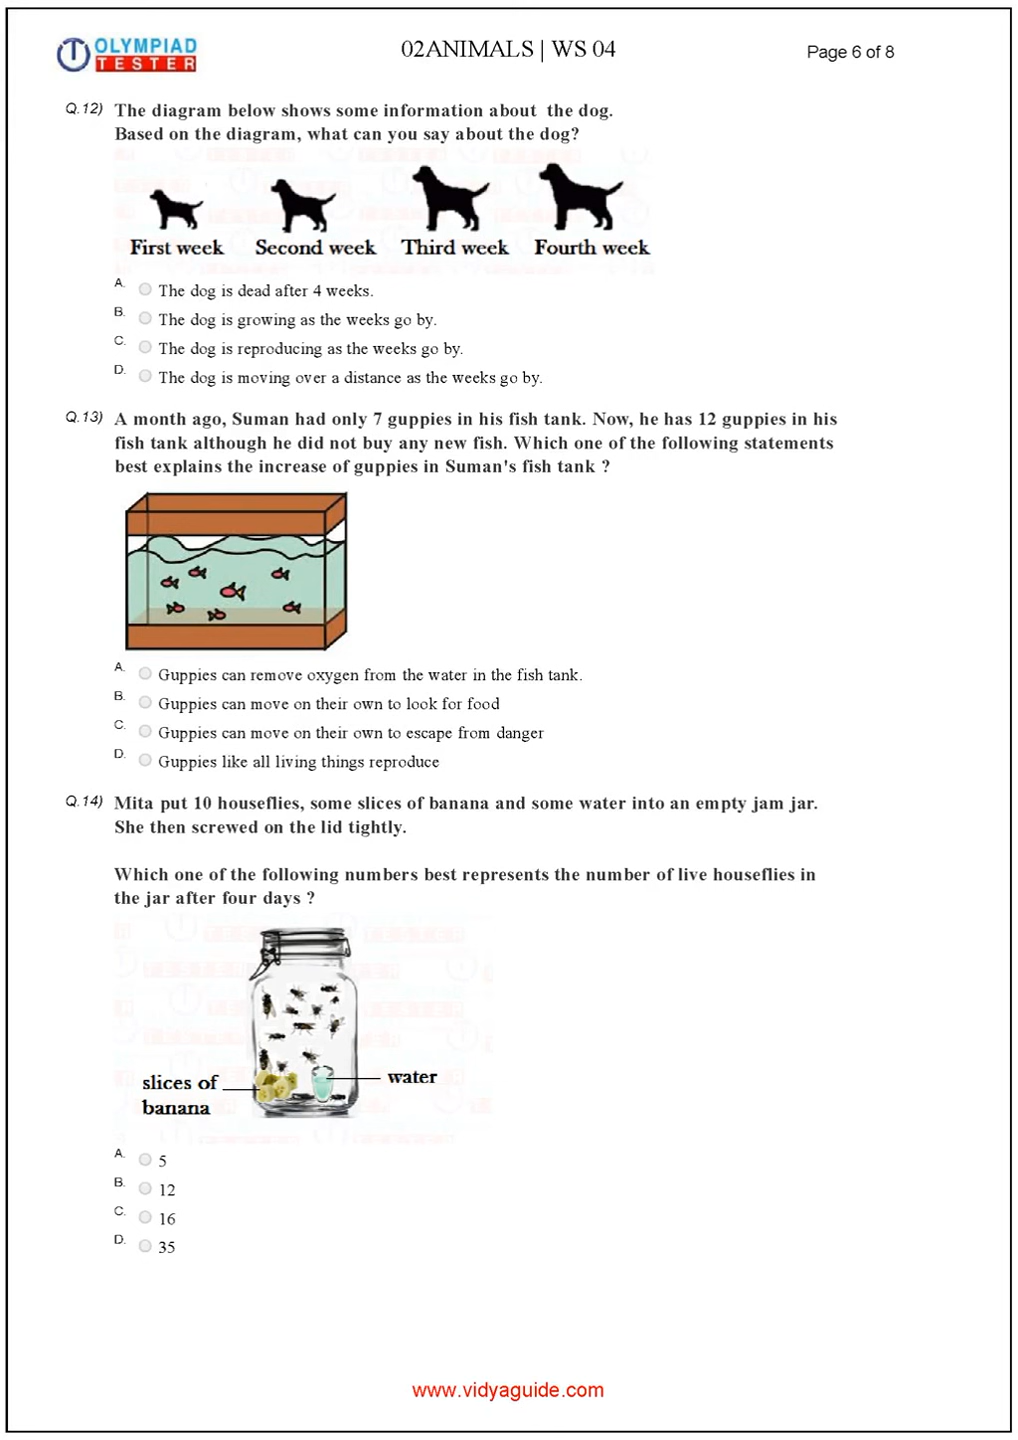 OLYMPIAD
TESTER
02ANIMALS | WS 04
Page 6 of 8
Q.12) The diagram below shows some information about the dog.
Based on the diagram, what can you say about the dog?
First week Second week Third week Fourth week
A. The dog is dead after 4 weeks.
B. The dog is growing as the weeks go by.
C. The dog is reproducing as the weeks go by.
D. The dog is moving over a distance as the weeks go by.
Q.13) A month ago, Suman had only 7 guppies in his fish tank. Now, he has 12 guppies in his
fish tank although he did not buy any new fish. Which one of the following statements
best explains the increase of guppies in Suman's fish tank ?
A. Guppies can remove oxygen from the water in the fish tank.
B. Guppies can move on their own to look for food
C. Guppies can move on their own to escape from danger
D. Guppies like all living things reproduce
Q.14) Mita put 10 houseflies, some slices of banana and some water into an empty jam jar.
She then screwed on the lid tightly.
Which one of the following numbers best represents the number of live houseflies in
the jar after four days ?
slices of
banana
water
A. 5
B. 12
C. 16
D. 35
www.vidyaguide.com